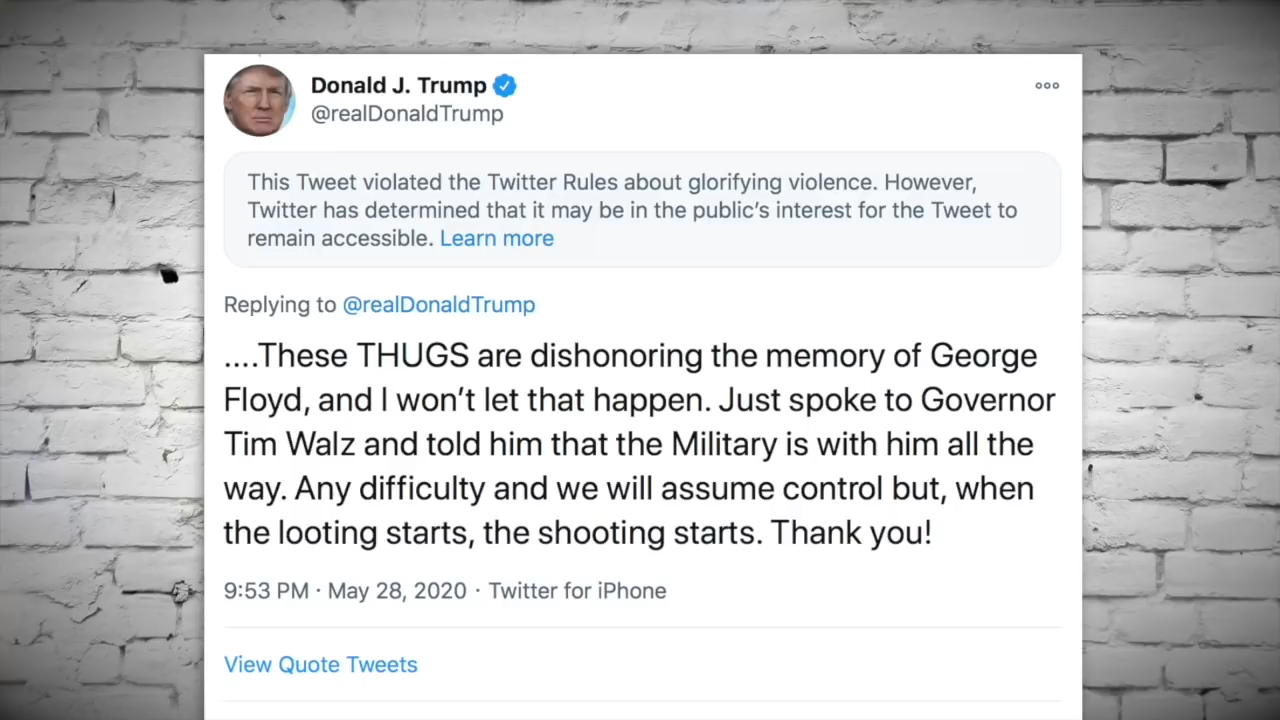 Donald J. Trump
@realDonaldTrump
This Tweet violated the Twitter Rules about glorifying violence. However,
Twitter has determined that it may be in the public’s interest for the Tweet to
remain accessible. Learn more
Replying to @realDonaldTrump
....These THUGS are dishonoring the memory of George
Floyd, and I won’t let that happen. Just spoke to Governor
Tim Walz and told him that the Military is with him all the
way. Any difficulty and we will assume control but, when
the looting starts, the shooting starts. Thank you!
9:53 PM · May 28, 2020 · Twitter for iPhone
View Quote Tweets